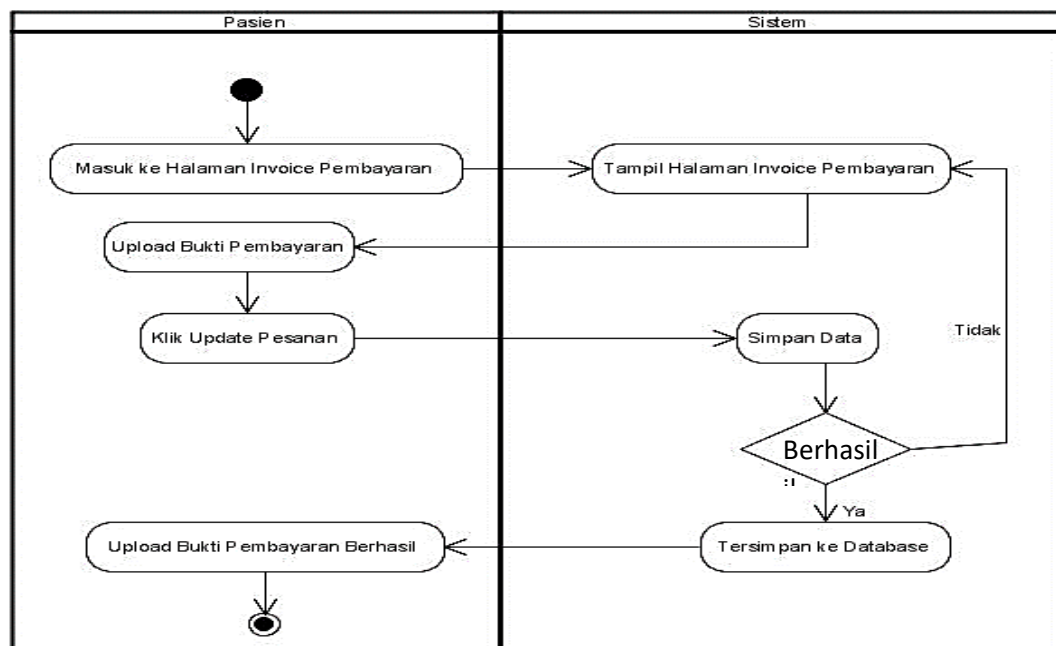 Pasien
Sistem
Masuk ke Halaman Invoice Pembayaran
Tampil Halaman Invoice Pembayaran
Upload Bukti Pembayaran
Klik Update Pesanan
Simpan Data
Tidak
Berhasil
Ya
Upload Bukti Pembayaran Berhasil
Tersimpan ke Database